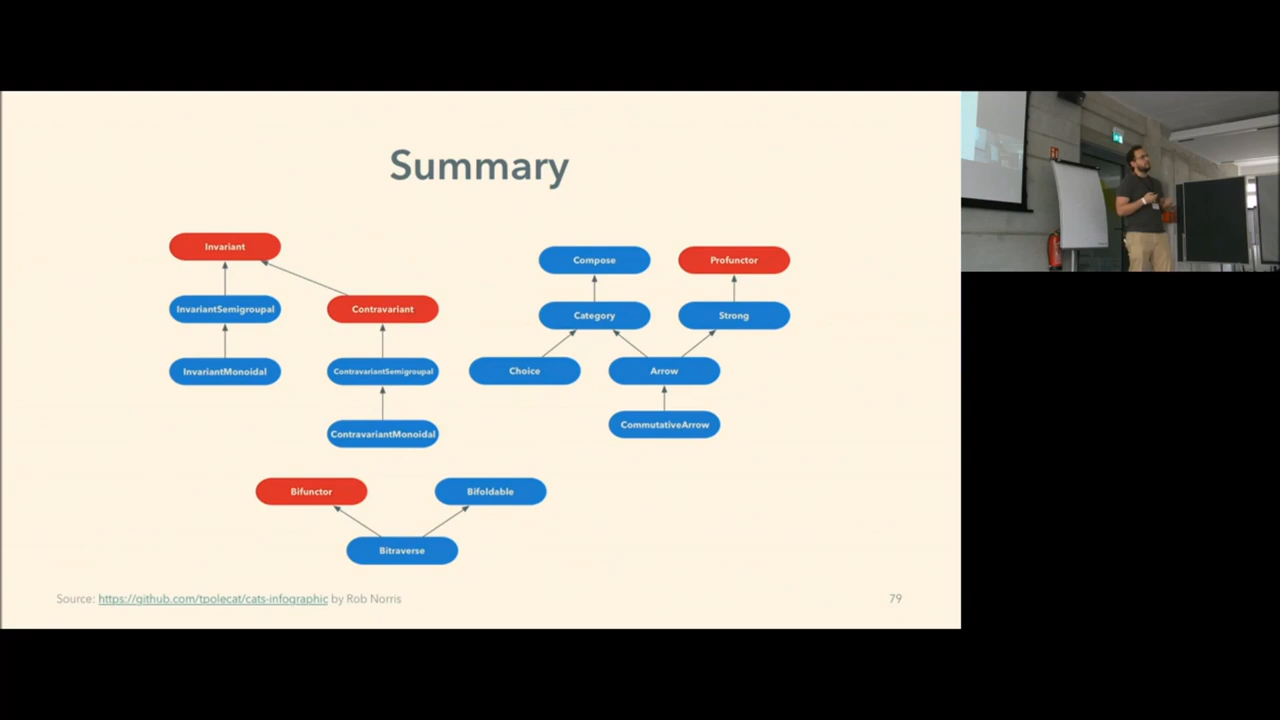 Summary
Invariant
Compose
Profunctor
InvariantSemigroupal
Contravariant
Category
Strong
InvariantMonoidal
ContravariantSemigroupal
Choice
Arrow
CommutativeArrow
ContravariantMonoidal
Bifunctor
Bifoldable
Bitraverse
Source: https://github.com/tpolecat/cats-infographic by Rob Norris
79